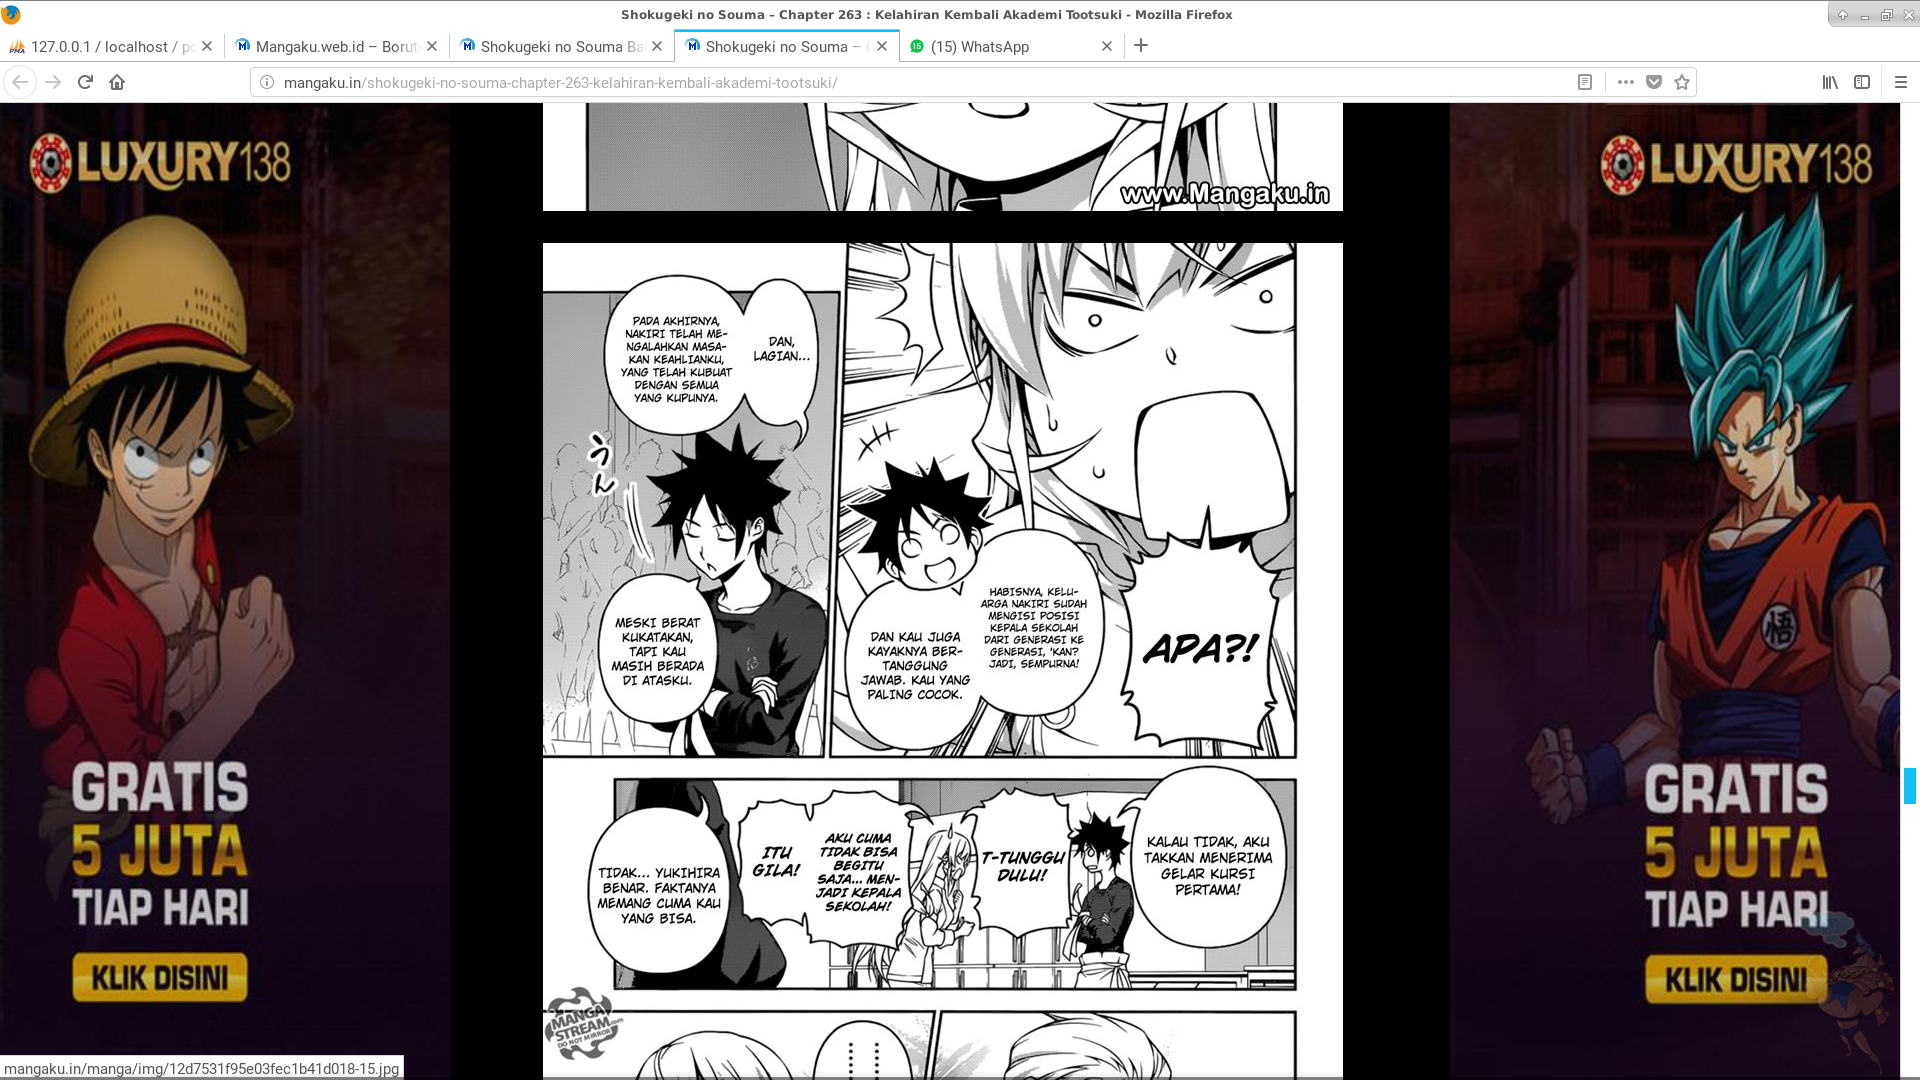 Shokugeki no Souma – Chapter 263 : Kelahiran Kembali Akademi Tootsuki - Mozilla Firefox
127.0.0.1 / localhost / p
Mangaku.web.id – Borut
Shokugeki no Souma Ba
Shokugeki no Souma –
15
(15) WhatsApp
mangaku.in/shokugeki-no-souma-chapter-263-kelahiran-kembali-akademi-tootsuki/
LUXURY138
GRATIS
5 JUTA
TIAP HARI
KLIK DISINI
www.Mangaku.in
APA?!
HABISNYA, KELU-
ARGA NAKIRI SUDAH
MENGISI POSISI
KEPALA SEKOLAH
DARI GENERASI KE
GENERASI, 'KAN?
JADI, SEMPURNA!
DAN KAU JUGA
KAYAKNYA BER-
TANGGUNG
JAWAB. KAU YANG
PALING COCOK.
DAN,
LAGIAN...
PADA AKHIRNYA,
NAKIRI TELAH ME-
NGALAHKAN MASA-
KAN KEAHLIANKU,
YANG TELAH KUBUAT
DENGAN SEMUA
YANG KUPUNYA.
うん
MESKI BERAT
KUKATAKAN,
TAPI KAU
MASIH BERADA
DI ATASKU.
KALAU TIDAK, AKU
TAKKAN MENERIMA
GELAR KURSI
PERTAMA!
T-TUNGGU
DULU!
AKU CUMA
TIDAK BISA
BEGITU
SAJA... MEN-
JADI KEPALA
SEKOLAH!
ITU
GILA!
TIDAK... YUKIHIRA
BENAR. FAKTANYA
MEMANG CUMA KAU
YANG BISA.
MANGA
STREAM.com
DO NOT MIRROR
LUXURY138
悟
GRATIS
5 JUTA
TIAP HARI
KLIK DISINI
mangaku.in/manga/img/12d7531f95e03fec1b41d018-15.jpg